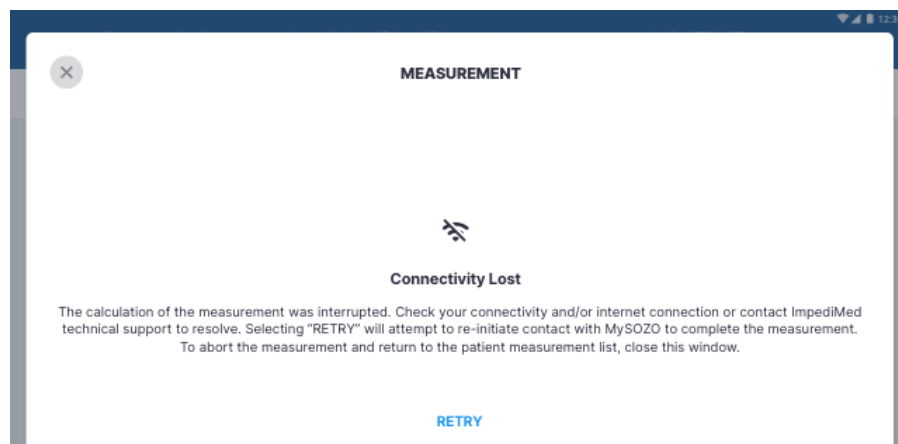 12:3
MEASUREMENT
Connectivity Lost
The calculation of the measurement was interrupted. Check your connectivity and/or internet connection or contact ImpediMed
technical support to resolve. Selecting "RETRY" will attempt to re-initiate contact with MySOZO to complete the measurement.
To abort the measurement and return to the patient measurement list, close this window.
RETRY